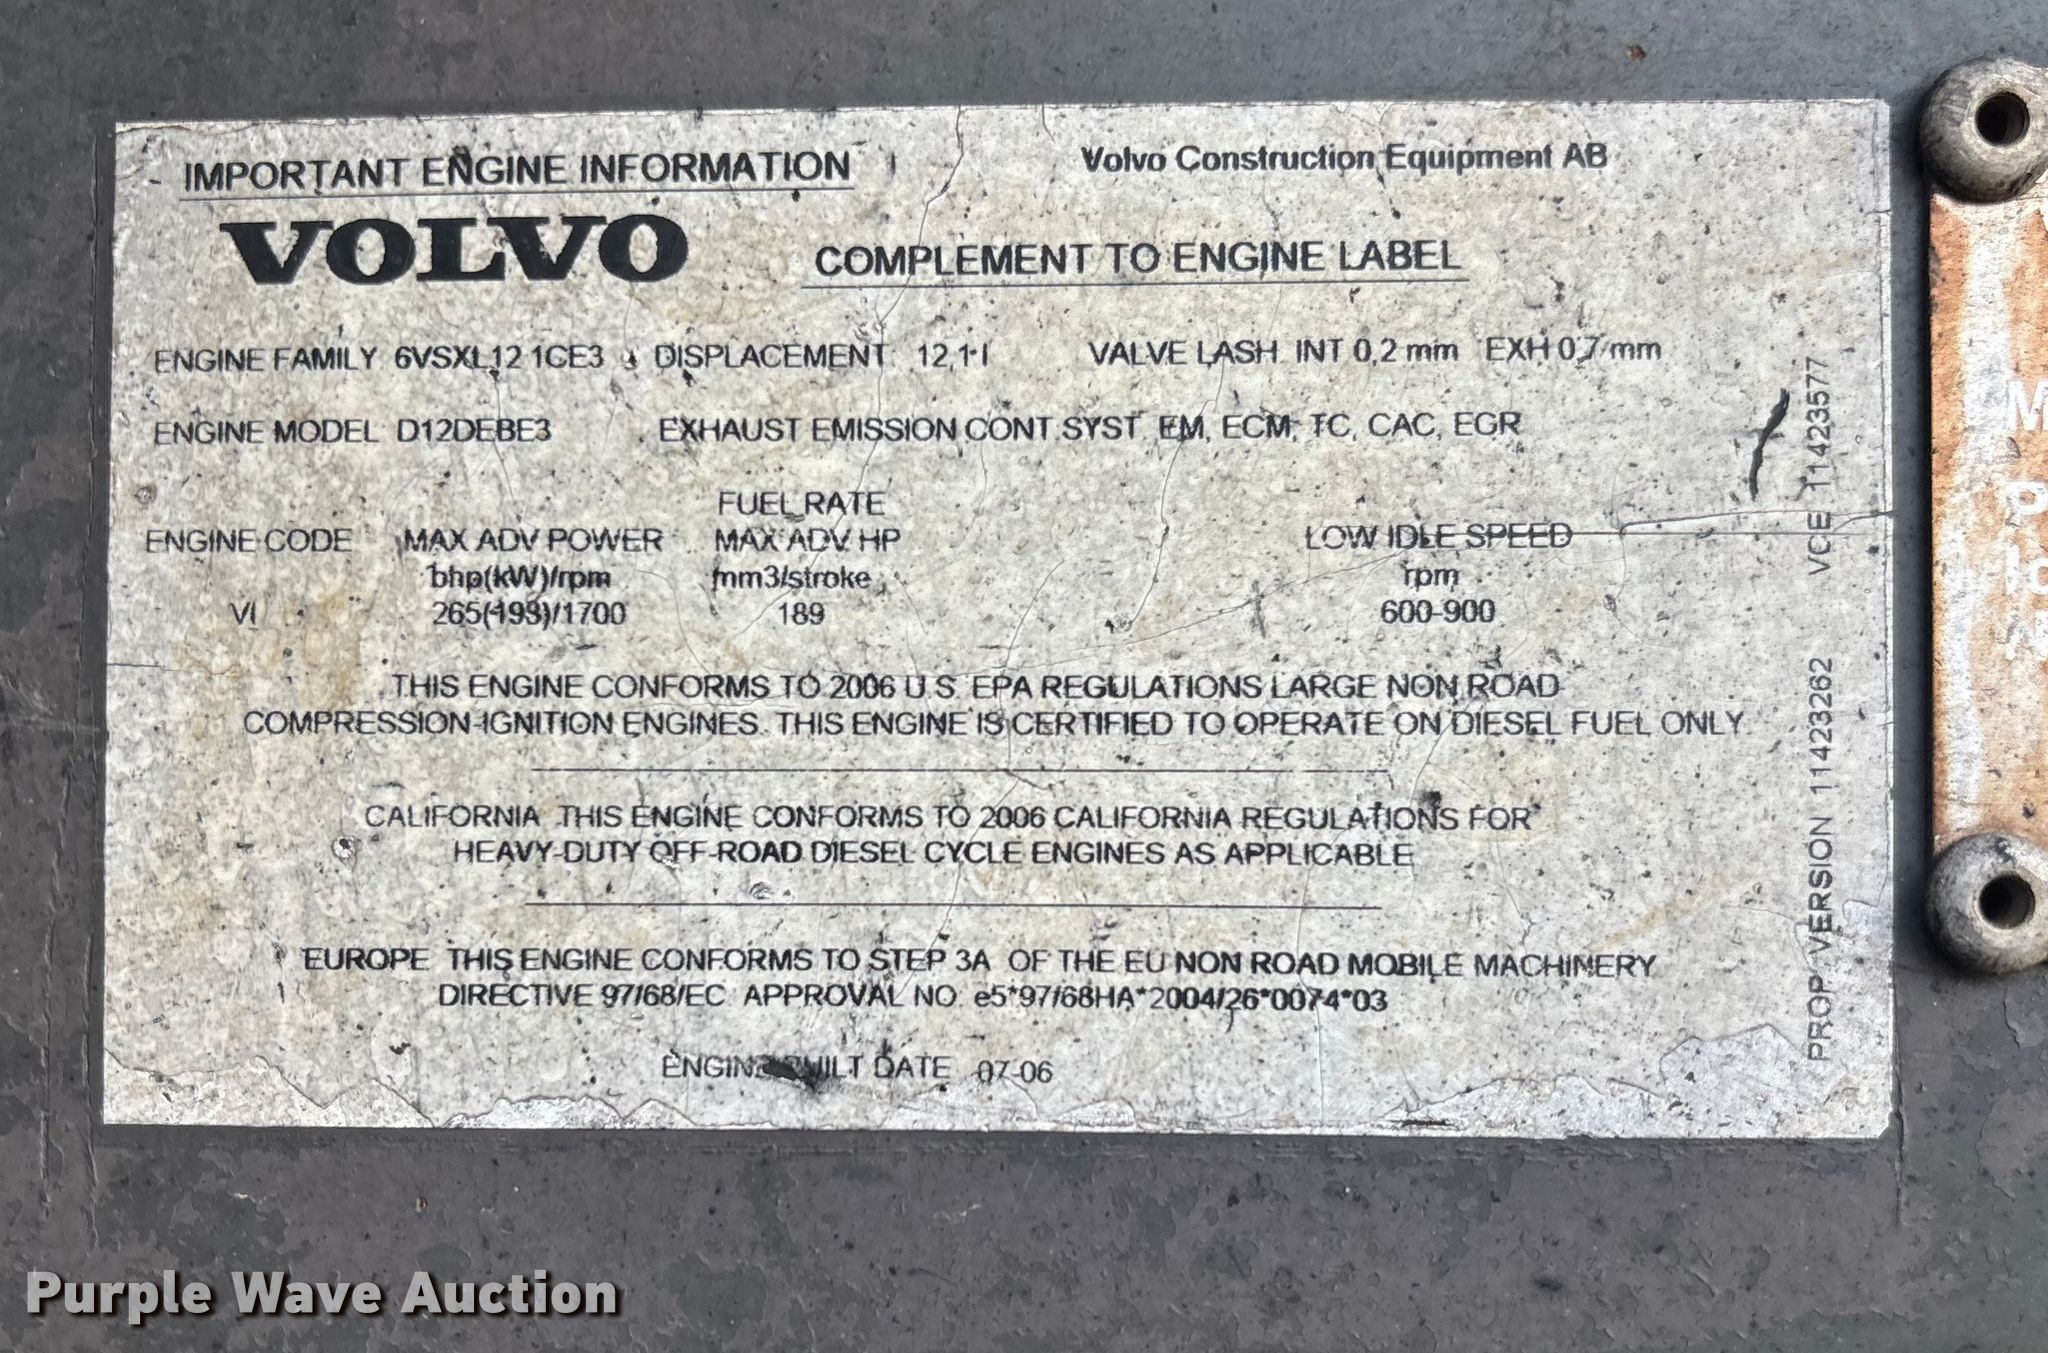 IMPORTANT ENGINE INFORMATION
Volvo Construction Equipment AB
VOLVO
COMPLEMENT TO ENGINE LABEL
ENGINE FAMILY 6VSXL12 1CE3 DISPLACEMENT 12,1 l VALVE LASH INT 0,2 mm EXH 0,7 mm
ENGINE MODEL D12DEBE3 EXHAUST EMISSION CONT SYST EM, ECM, TC, CAC, EGR
FUEL RATE
ENGINE CODE MAX ADV POWER MAX ADV HP LOW IDLE SPEED
bhp(kW)/rpm mm3/stroke rpm
VI 265(198)/1700 189 600-900
THIS ENGINE CONFORMS TO 2006 U.S. EPA REGULATIONS LARGE NON ROAD
COMPRESSION-IGNITION ENGINES. THIS ENGINE IS CERTIFIED TO OPERATE ON DIESEL FUEL ONLY.
CALIFORNIA THIS ENGINE CONFORMS TO 2006 CALIFORNIA REGULATIONS FOR
HEAVY-DUTY OFF-ROAD DIESEL CYCLE ENGINES AS APPLICABLE
EUROPE THIS ENGINE CONFORMS TO STEP 3A OF THE EU NON ROAD MOBILE MACHINERY
DIRECTIVE 97/68/EC APPROVAL NO. e5*97/68HA*2004/26*0074*03
ENGINE BUILT DATE 07-06
PROP VERSION 11423262 VCE 11423577
Purple Wave Auction